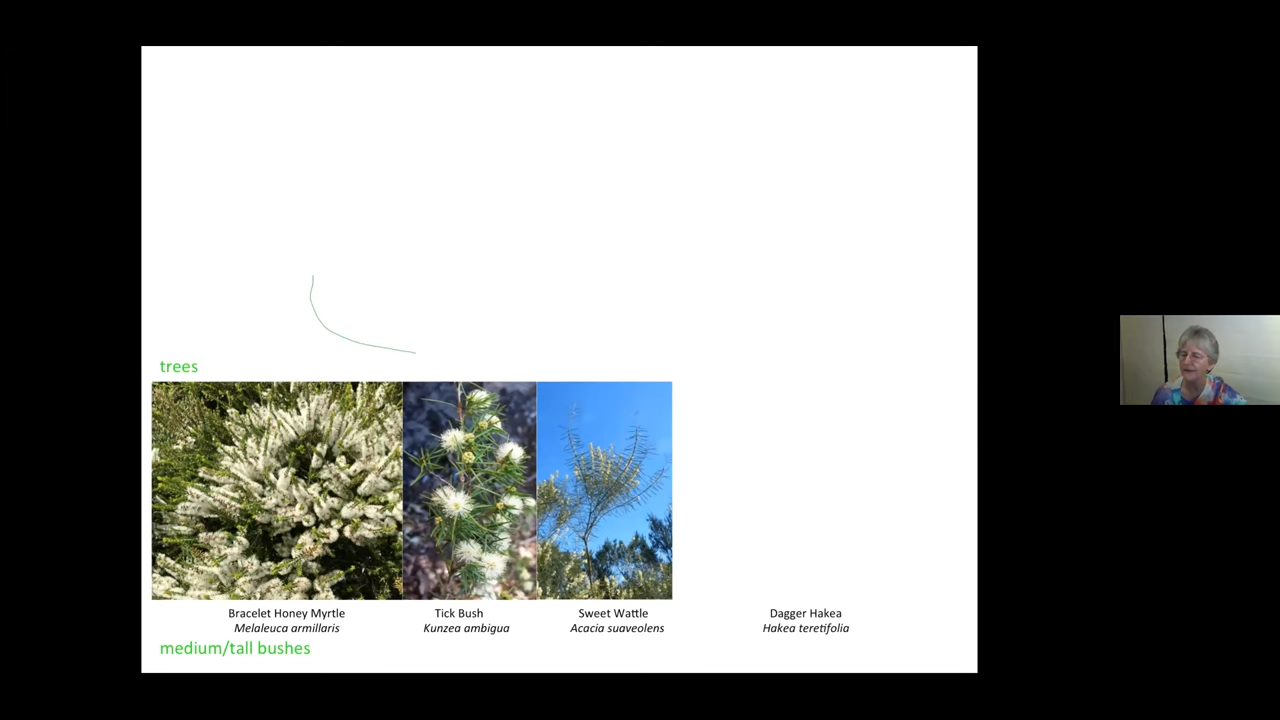 trees
Bracelet Honey Myrtle
Melaleuca armillaris
Tick Bush
Kunzea ambigua
Sweet Wattle
Acacia suaveolens
Dagger Hakea
Hakea teretifolia
medium/tall bushes